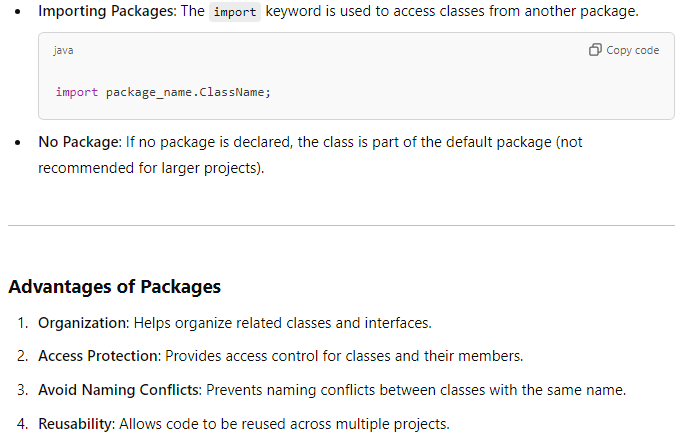 Importing Packages: The import keyword is used to access classes from another package.
java
Copy code
import package_name.ClassName;
No Package: If no package is declared, the class is part of the default package (not
recommended for larger projects).
Advantages of Packages
1. Organization: Helps organize related classes and interfaces.
2. Access Protection: Provides access control for classes and their members.
3. Avoid Naming Conflicts: Prevents naming conflicts between classes with the same name.
4. Reusability: Allows code to be reused across multiple projects.